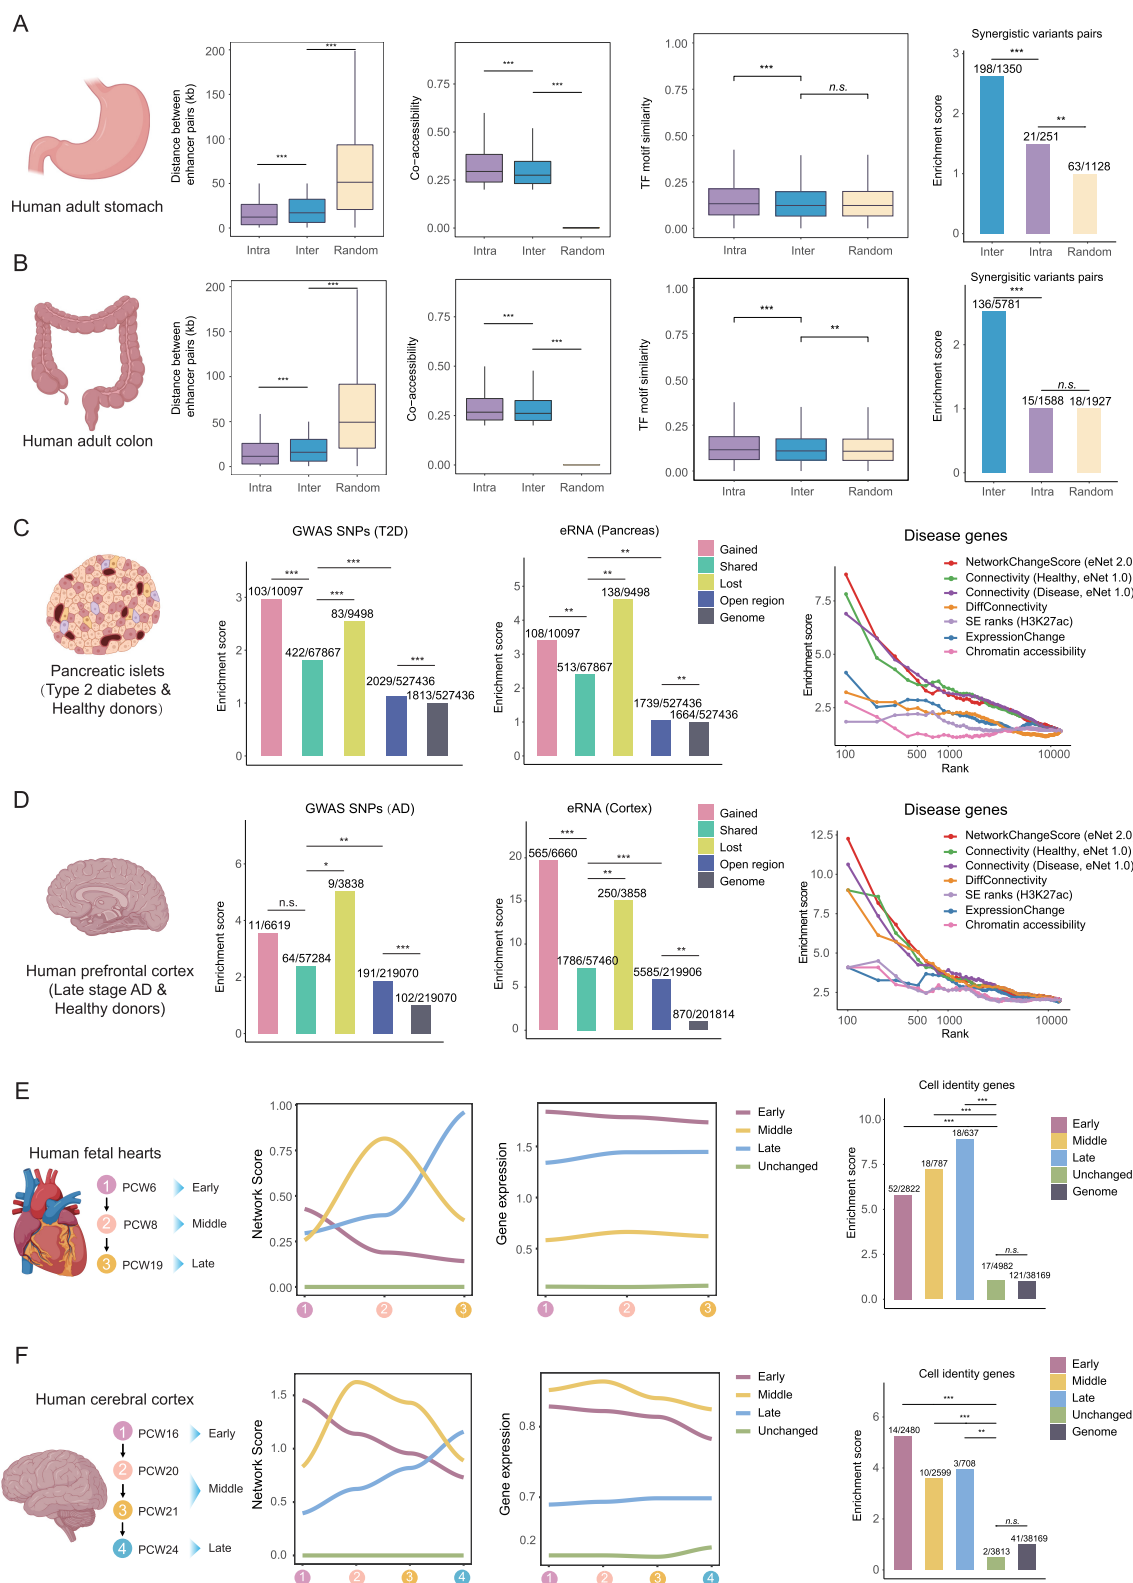 A
Human adult stomach
Distance between
enhancer pairs (kb)
200
150
100
50
0
***
***
Intra
Inter
Random
Co−accessibility
0.75
0.50
0.25
0.00
***
***
Intra
Inter
Random
TF motif similarity
1.00
0.75
0.50
0.25
0.00
***
n.s.
Intra
Inter
Random
Synergistic variants pairs
Enrichment score
3
2
1
0
198/1350
***
21/251
**
63/1128
Inter
Intra
Random
B
Human adult colon
Distance between
enhancer pairs (kb)
200
150
100
50
0
***
***
Intra
Inter
Random
Co−accessibility
0.75
0.50
0.25
0.00
***
***
Intra
Inter
Random
TF motif similarity
1.00
0.75
0.50
0.25
0.00
***
**
Intra
Inter
Random
Synergisitic variants pairs
Enrichment score
2
1
0
***
136/5781
n.s.
15/1588
18/1927
Inter
Intra
Random
C
Pancreatic islets
(Type 2 diabetes &
Healthy donors)
GWAS SNPs (T2D)
Enrichment score
3
2
1
0
***
***
103/10097
***
83/9498
422/67867
***
2029/527436
1813/527436
eRNA (Pancreas)
Enrichment score
5
4
3
2
1
0
**
**
138/9498
**
108/10097
513/67867
**
1739/527436
1664/527436
Gained
Shared
Lost
Open region
Genome
Disease genes
Enrichment score
7.5
5.0
2.5
100
500
1000
10000
Rank
NetworkChangeScore (eNet 2.0)
Connectivity (Healthy, eNet 1.0)
Connectivity (Disease, eNet 1.0)
DiffConnectivity
SE ranks (H3K27ac)
ExpressionChange
Chromatin accessibility
D
Human prefrontal cortex
(Late stage AD &
Healthy donors)
GWAS SNPs (AD)
Enrichment score
6
4
2
0
**
*
9/3838
n.s.
11/6619
64/57284
***
191/219070
102/219070
eRNA (Cortex)
Enrichment score
20
15
10
5
0
***
565/6660
***
**
250/3858
1786/57460
**
5585/219906
870/201814
Gained
Shared
Lost
Open region
Genome
Disease genes
Enrichment score
12.5
10.0
7.5
5.0
2.5
100
500
1000
10000
Rank
NetworkChangeScore (eNet 2.0)
Connectivity (Healthy, eNet 1.0)
Connectivity (Disease, eNet 1.0)
DiffConnectivity
SE ranks (H3K27ac)
ExpressionChange
Chromatin accessibility
E
Human fetal hearts
1 PCW6 Early
2 PCW8 Middle
3 PCW19 Late
Network Score
1.00
0.75
0.50
0.25
0.00
1
2
3
Gene expression
1.5
1.0
0.5
1
2
3
Early
Middle
Late
Unchanged
Cell identity genes
Enrichment score
10.0
7.5
5.0
2.5
0.0
***
***
***
18/637
18/787
52/2822
n.s.
17/4982
121/38169
Early
Middle
Late
Unchanged
Genome
F
Human cerebral cortex
1 PCW16 Early
2 PCW20
Middle
3 PCW21
4 PCW24 Late
Network Score
1.5
1.0
0.5
0.0
1
2
3
4
Gene expression
0.8
0.7
0.2
1
2
3
4
Early
Middle
Late
Unchanged
Cell identity genes
Enrichment score
6
4
2
0
***
***
**
14/2480
10/2599
3/708
n.s.
2/3813
41/38169
Early
Middle
Late
Unchanged
Genome